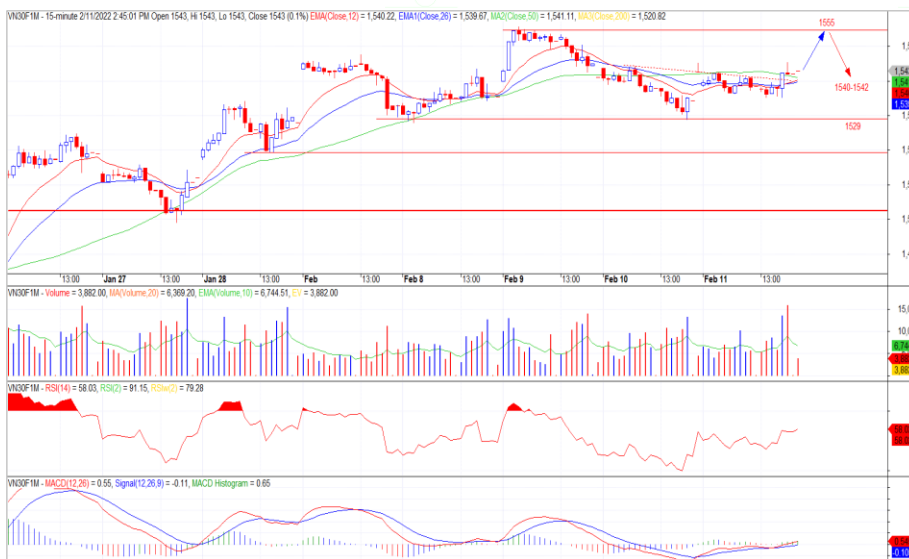 VN30F1M - 15-minute 2/11/2022 2:45:01 PM Open 1543, Hi 1543, Lo 1543, Close 1543 (0.1%) EMA(Close,12) = 1,540.22, EMA1(Close,26) = 1,539.67, MA2(Close,50) = 1,541.11, MA3(Close,200) = 1,520.82
1555
1540-1542
1529
13:00 Jan 27 13:00 Jan 28 13:00 Feb 13:00 Feb 8 13:00 Feb 9 13:00 Feb 10 13:00 Feb 11 13:00
VN30F1M - Volume = 3,882.00, MA(Volume,20) = 6,369.20, EMA(Volume,10) = 6,744.51, EV = 3,882.00
VN30F1M - RSI(14) = 58.03, RSI(2) = 91.15, = 79.28
VN30F1M - MACD(12,26) = 0.55, Signal(12,26,9) = -0.11, MACD Histogram = 0.65